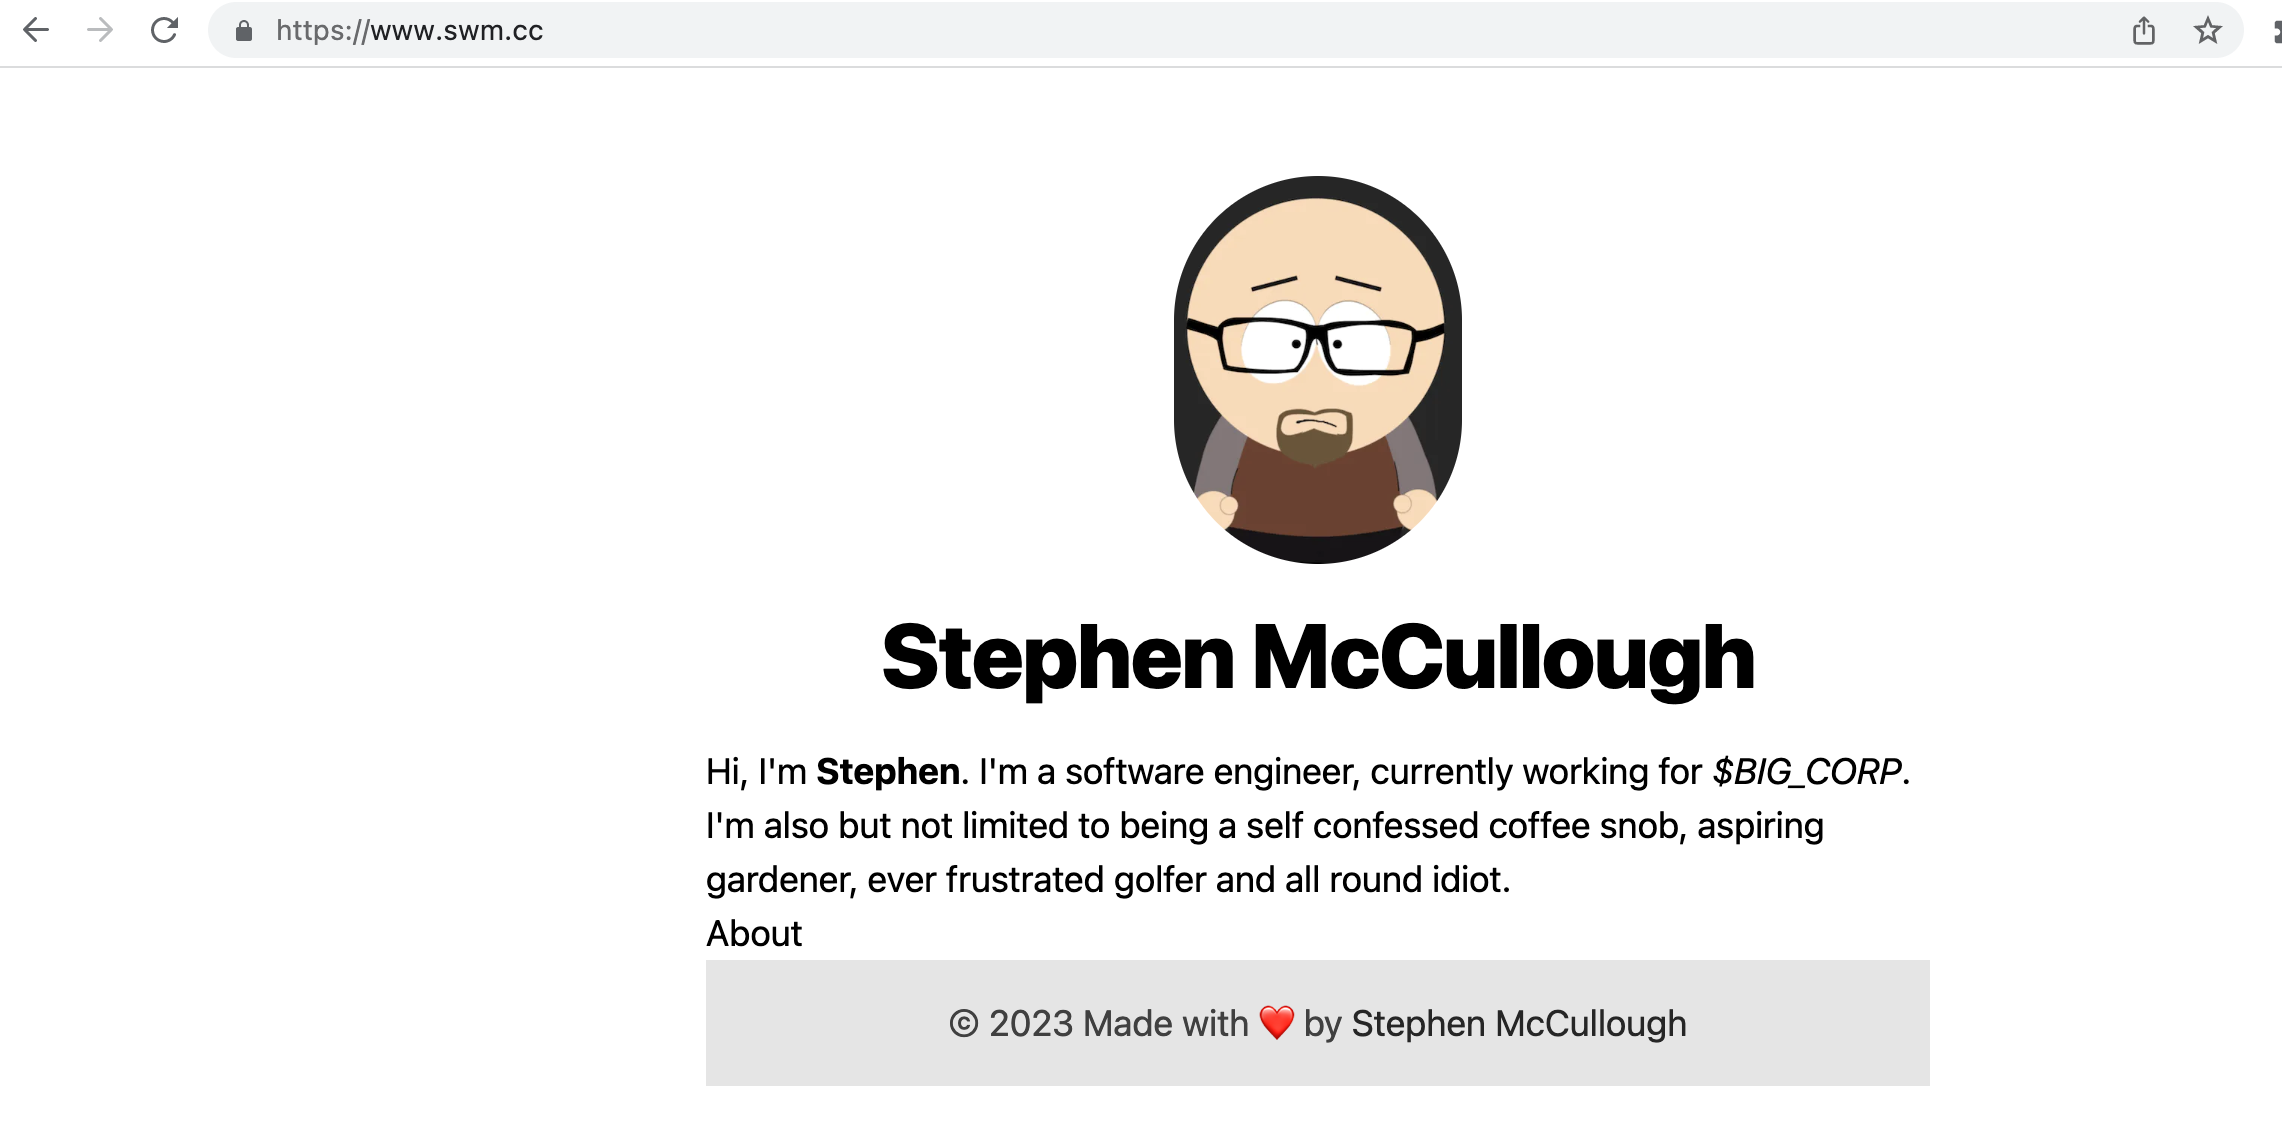 https://www.swm.cc
Stephen McCullough
Hi, I'm Stephen. I'm a software engineer, currently working for $BIG_CORP.
I'm also but not limited to being a self confessed coffee snob, aspiring
gardener, ever frustrated golfer and all round idiot.
About
© 2023 Made with ❤️ by Stephen McCullough